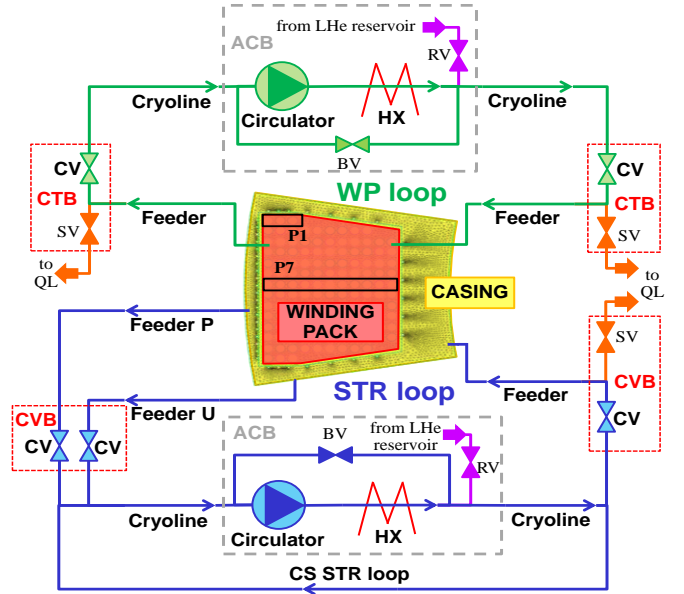 from LHe reservoir
ACB
RV
Cryoline
Circulator
HX
Cryoline
BV
CV
CTB
SV
to
QL
Feeder
WP loop
Feeder
CV
CTB
SV
to
QL
P1
P7
WINDING
PACK
CASING
Feeder P
STR loop
Feeder
SV
CVB
CV
Feeder U
CVB
CV
CV
ACB
from LHe
reservoir
BV
RV
Cryoline
Circulator
HX
Cryoline
CS STR loop